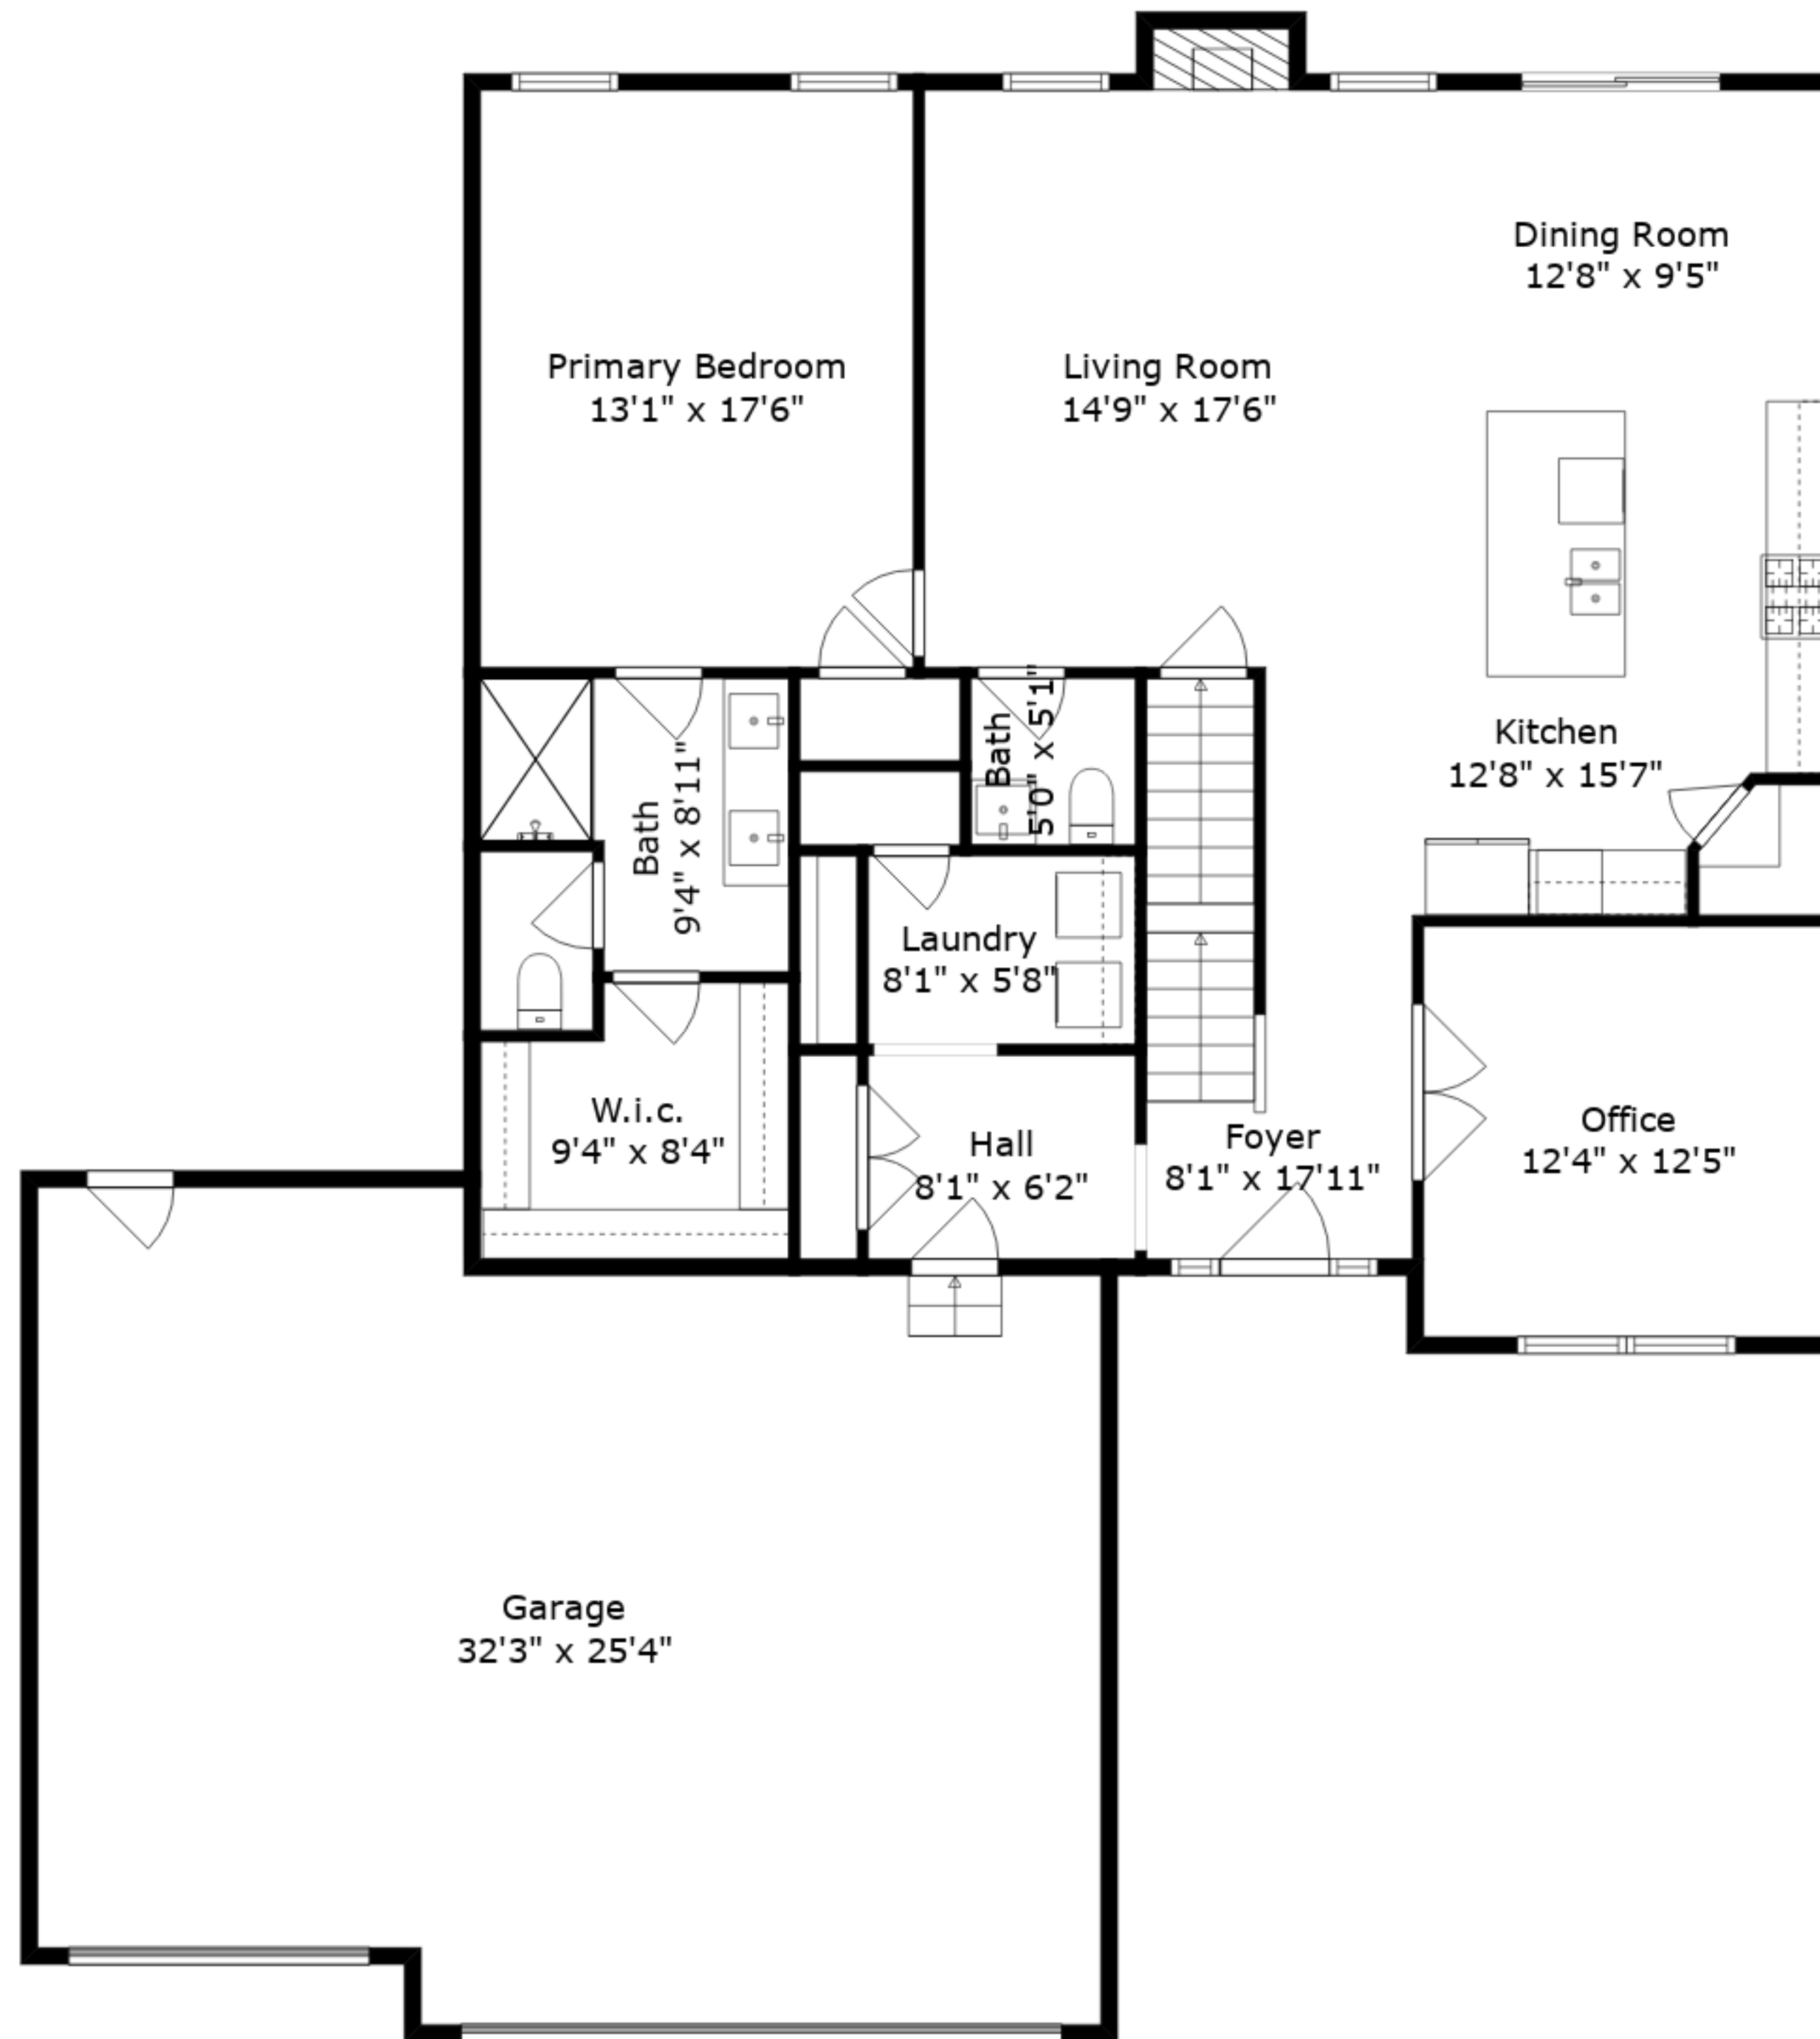 Dining Room
12'8" x 9'5"
Primary Bedroom
13'1" x 17'6"
Living Room
14'9" x 17'6"
Kitchen
12'8" x 15'7"
Bath
5'0" x 5'1"
Bath
9'4" x 8'11"
Laundry
8'1" x 5'8"
W.i.c.
9'4" x 8'4"
Hall
8'1" x 6'2"
Foyer
8'1" x 17'11"
Office
12'4" x 12'5"
Garage
32'3" x 25'4"